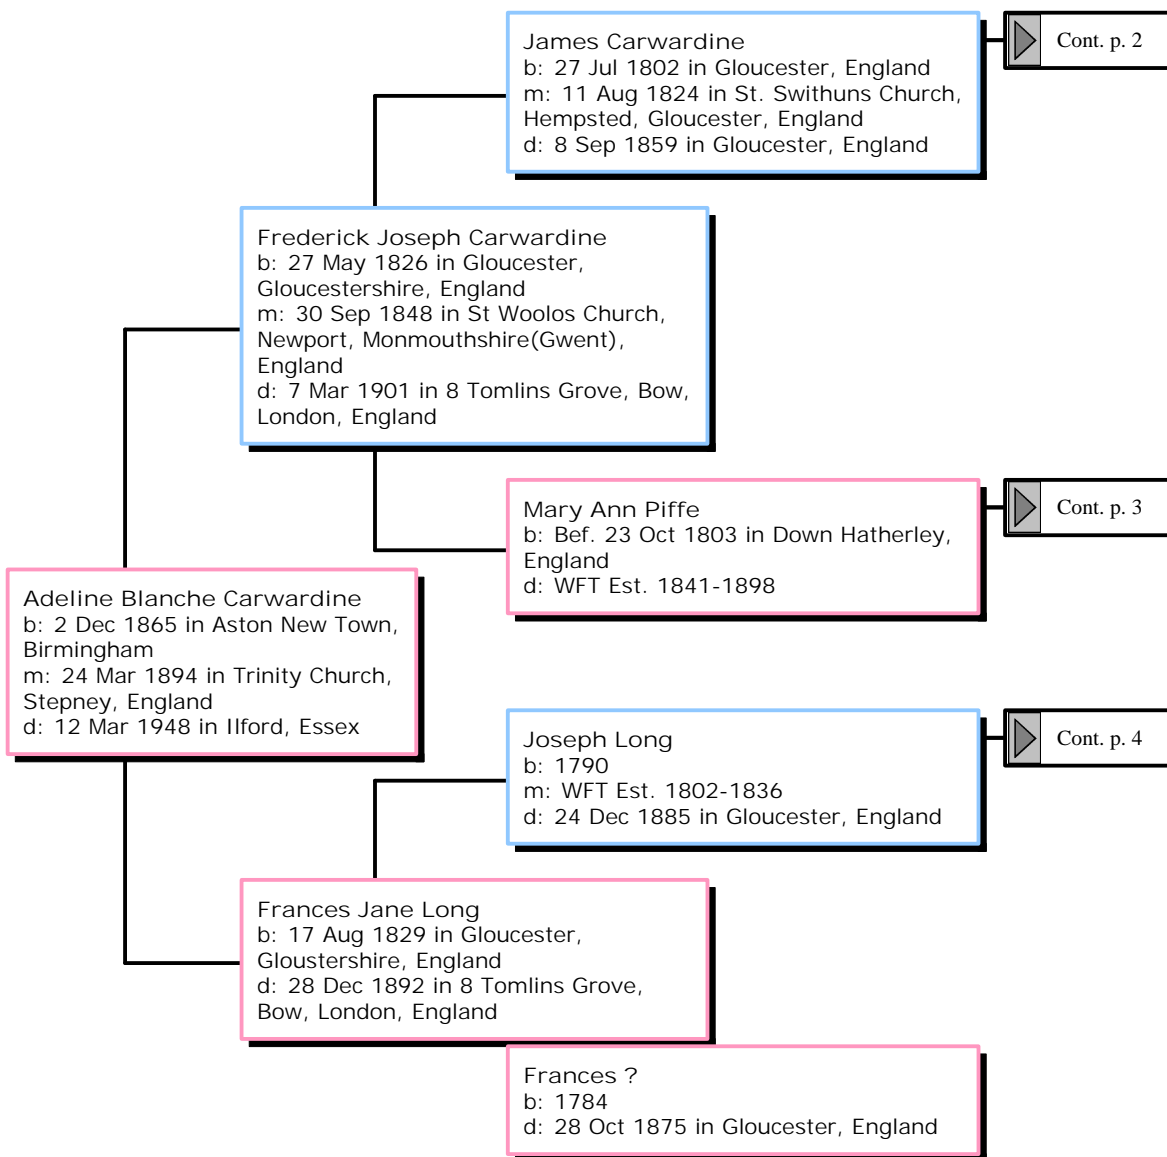 James Carwardine
b: 27 Jul 1802 in Gloucester, England
m: 11 Aug 1824 in St. Swithuns Church,
Hempsted, Gloucester, England
d: 8 Sep 1859 in Gloucester, England
Cont. p. 2
Frederick Joseph Carwardine
b: 27 May 1826 in Gloucester,
Gloucestershire, England
m: 30 Sep 1848 in St Woolos Church,
Newport, Monmouthshire(Gwent),
England
d: 7 Mar 1901 in 8 Tomlins Grove, Bow,
London, England
Mary Ann Piffe
b: Bef. 23 Oct 1803 in Down Hatherley,
England
d: WFT Est. 1841-1898
Cont. p. 3
Adeline Blanche Carwardine
b: 2 Dec 1865 in Aston New Town,
Birmingham
m: 24 Mar 1894 in Trinity Church,
Stepney, England
d: 12 Mar 1948 in Ilford, Essex
Joseph Long
b: 1790
m: WFT Est. 1802-1836
d: 24 Dec 1885 in Gloucester, England
Cont. p. 4
Frances Jane Long
b: 17 Aug 1829 in Gloucester,
Gloustershire, England
d: 28 Dec 1892 in 8 Tomlins Grove,
Bow, London, England
Frances ?
b: 1784
d: 28 Oct 1875 in Gloucester, England